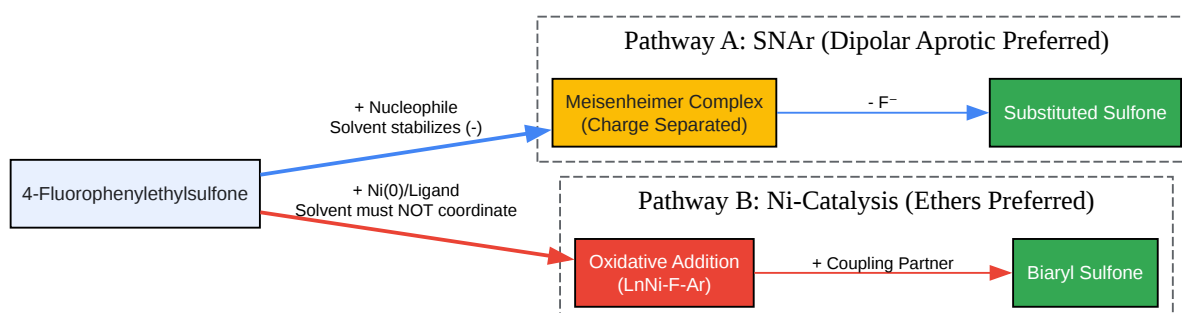 Pathway A: SNAr (Dipolar Aprotic Preferred)
+ Nucleophile
Solvent stabilizes (-)
Meisenheimer Complex
(Charge Separated)
- F⁻
Substituted Sulfone
4-Fluorophenylethylsulfone
+ Ni(0)/Ligand
Solvent must NOT coordinate
Pathway B: Ni-Catalysis (Ethers Preferred)
Oxidative Addition
(LnNi-F-Ar)
+ Coupling Partner
Biaryl Sulfone